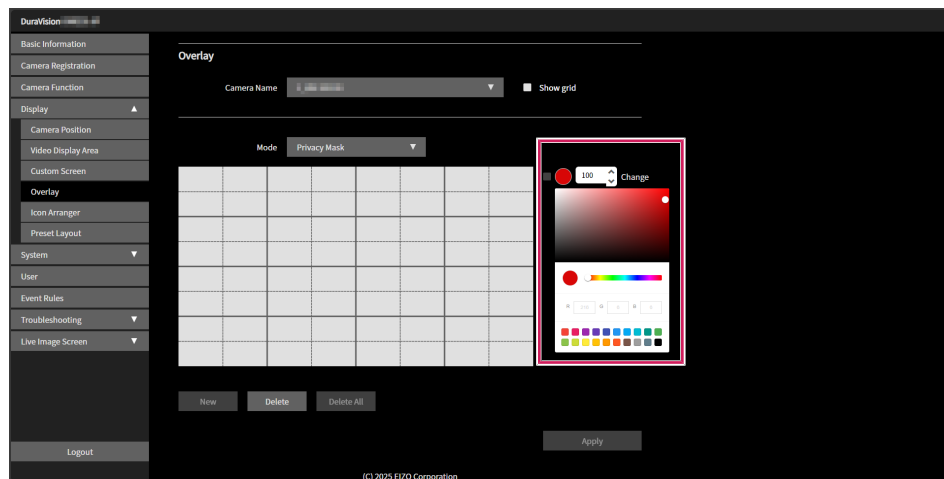 DuraVision
Basic Information
Camera Registration
Camera Function
Display
Camera Position
Video Display Area
Custom Screen
Overlay
Icon Arranger
Preset Layout
System
User
Event Rules
Troubleshooting
Live Image Screen
Logout
Overlay
Camera Name
Show grid
Mode Privacy Mask
100 Change
R G B
New Delete Delete All
Apply
(C) 2025 EIZO Corporation